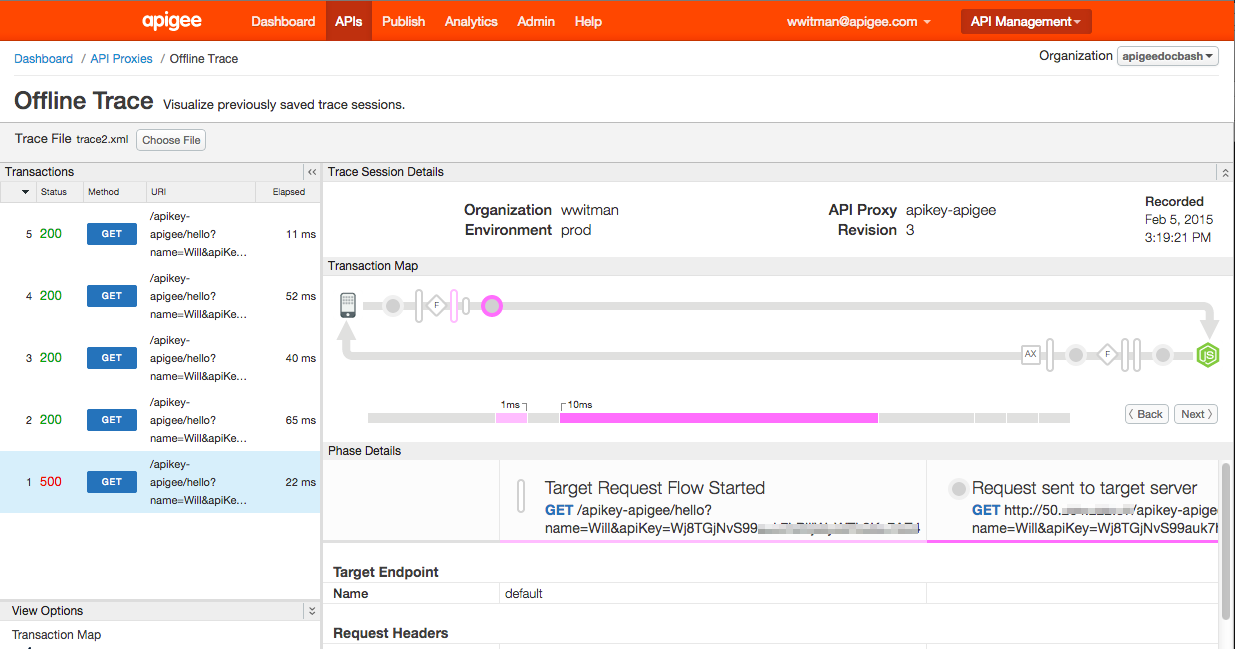 apigee Dashboard APIs Publish Analytics Admin Help wwitman@apigee.com API Management
Dashboard / API Proxies / Offline Trace Organization apigeedocbash
Offline Trace Visualize previously saved trace sessions.
Trace File trace2.xml Choose File
Transactions
Status Method URI Elapsed
5 200 GET /apikey-apigee/hello?name=Will&apiKe... 11 ms
4 200 GET /apikey-apigee/hello?name=Will&apiKe... 52 ms
3 200 GET /apikey-apigee/hello?name=Will&apiKe... 40 ms
2 200 GET /apikey-apigee/hello?name=Will&apiKe... 65 ms
1 500 GET /apikey-apigee/hello?name=Will&apiKe... 22 ms
View Options
Transaction Map
Trace Session Details
Organization wwitman
Environment prod
API Proxy apikey-apigee
Revision 3
Recorded
Feb 5, 2015
3:19:21 PM
Transaction Map
F
AX F JS
1ms 10ms
Back Next
Phase Details
Target Request Flow Started
GET /apikey-apigee/hello?
name=Will&apiKey=Wj8TGjNvS99
Request sent to target server
GET http://50. /apikey-apige
name=Will&apiKey=Wj8TGjNvS99auk7
Target Endpoint
Name default
Request Headers